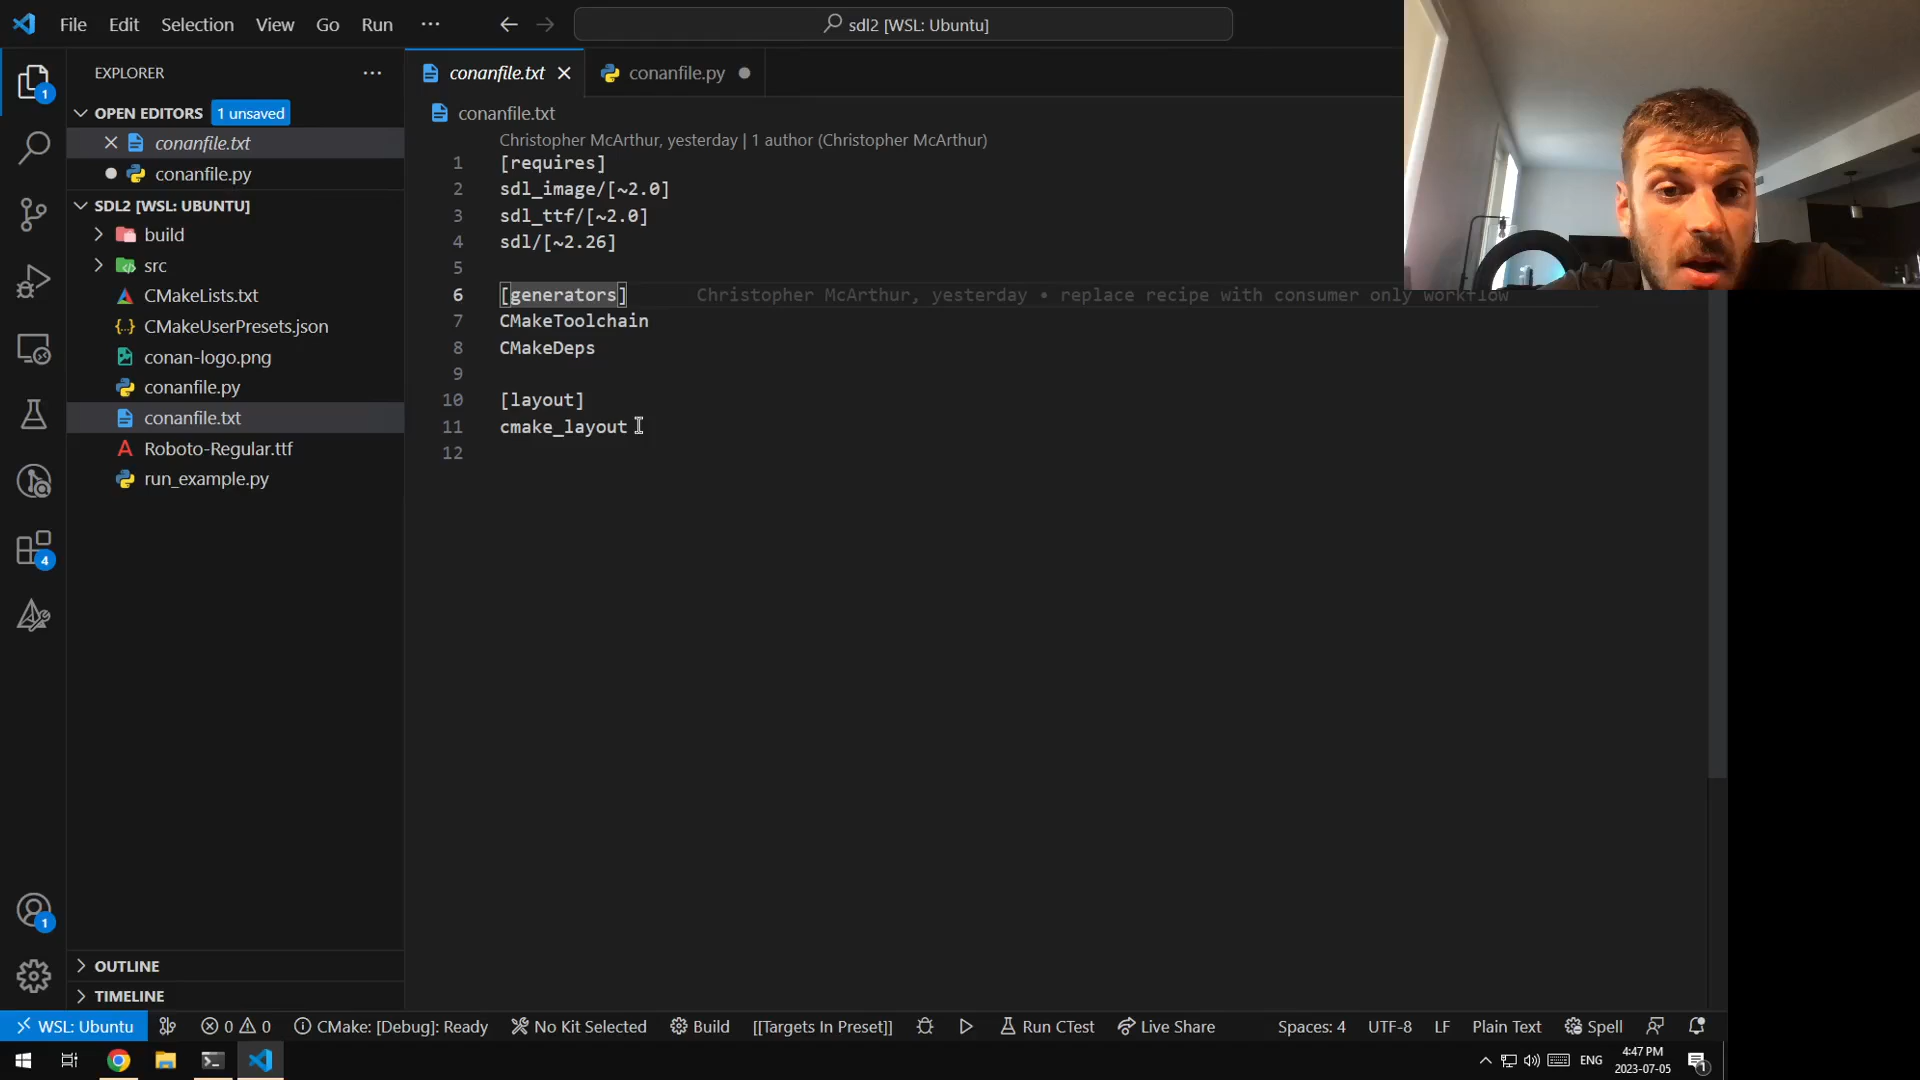 File Edit Selection View Go Run ··· sdl2 [WSL: Ubuntu]
EXPLORER ···
OPEN EDITORS 1 unsaved
conanfile.txt
conanfile.py
SDL2 [WSL: UBUNTU]
build
src
CMakeLists.txt
CMakeUserPresets.json
conan-logo.png
conanfile.py
conanfile.txt
Roboto-Regular.ttf
run_example.py
OUTLINE
TIMELINE
1
4
1
conanfile.txt conanfile.py
conanfile.txt
Christopher McArthur, yesterday | 1 author (Christopher McArthur)
1 [requires]
2 sdl_image/[~2.0]
3 sdl_ttf/[~2.0]
4 sdl/[~2.26]
5
6 [generators] Christopher McArthur, yesterday • replace recipe with consumer only workflow
7 CMakeToolchain
8 CMakeDeps
9
10 [layout]
11 cmake_layout
12
WSL: Ubuntu 0 0 CMake: [Debug]: Ready No Kit Selected Build [[Targets In Preset]] Run CTest Live Share Spaces: 4 UTF-8 LF Plain Text Spell
ENG 4:47 PM
2023-07-05
1